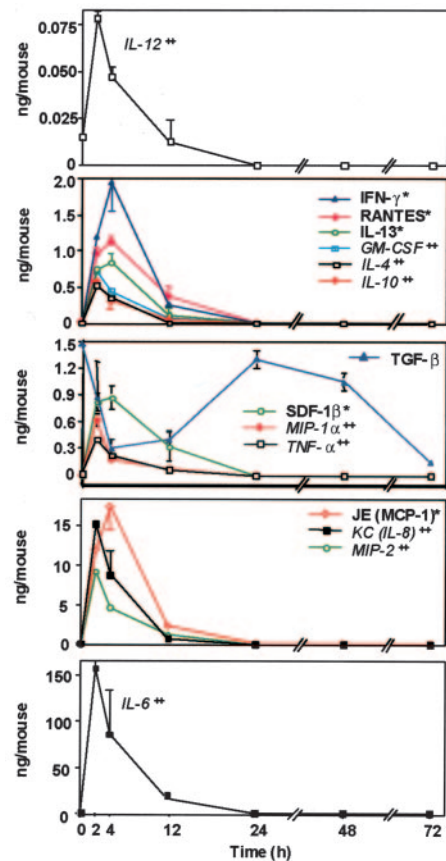 0.075
0.050
0.025
0
ng/mouse
IL-12 ⧺
2.0
1.5
1.0
0.5
0
ng/mouse
IFN-γ*
RANTES*
IL-13*
GM-CSF ⧺
IL-4 ⧺
IL-10 ⧺
1.5
1.2
0.9
0.6
0.3
0
ng/mouse
TGF-β
SDF-1β*
MIP-1α ⧺
TNF-α ⧺
15
10
5
0
ng/mouse
JE (MCP-1)*
KC (IL-8) ⧺
MIP-2 ⧺
150
100
50
0
ng/mouse
IL-6 ⧺
0 2 4 12 24 48 72
Time (h)